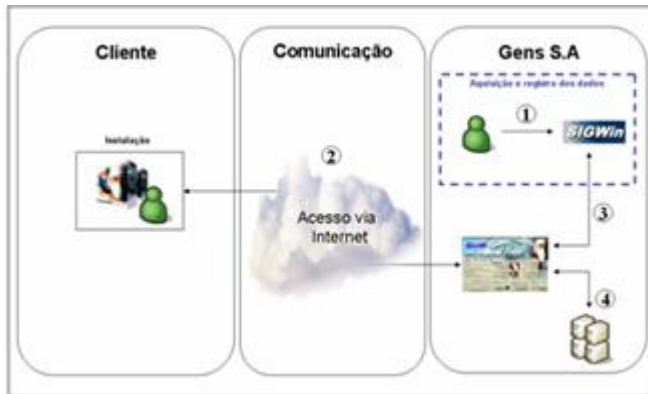 Cliente
Comunicação
Gens S.A
Aquisição e registro dos dados
①
SIGWin
Instalação
②
Acesso via
Internet
③
④